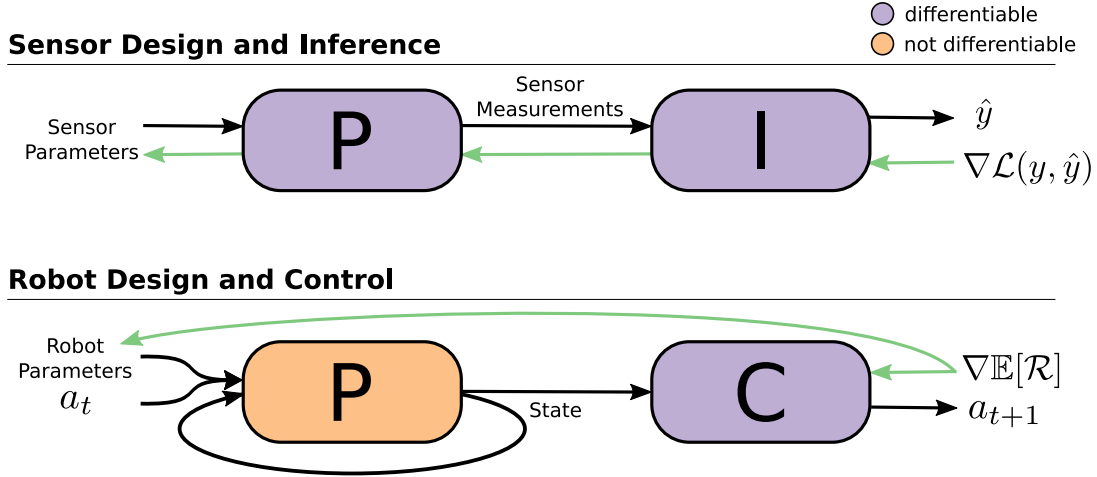 differentiable
not differentiable
Sensor Design and Inference
Sensor
Parameters
P
Sensor
Measurements
I
ŷ
∇ℒ(y, ŷ)
Robot Design and Control
Robot
Parameters
a_t
P
State
C
∇𝔼[ℛ]
a_{t+1}